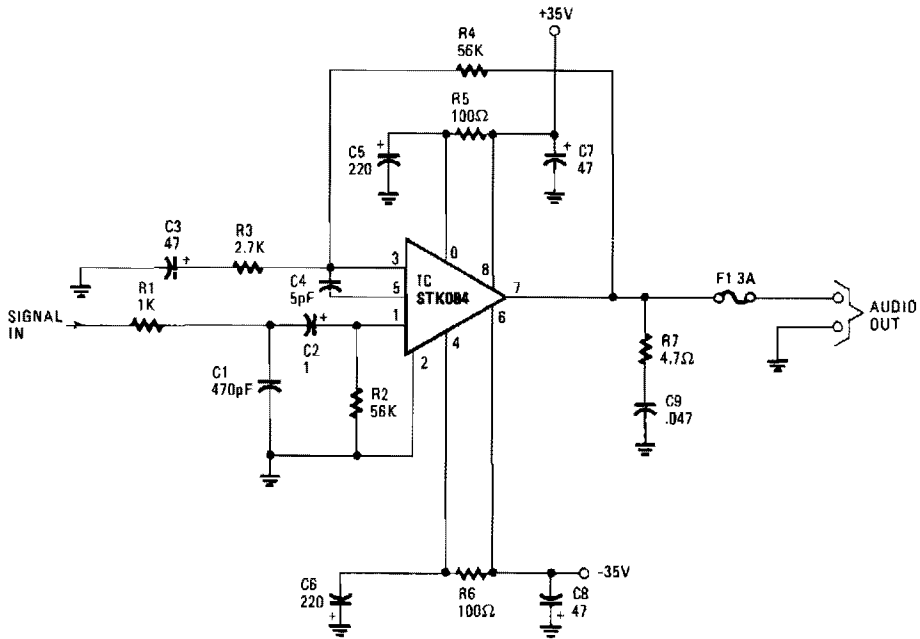 +35V
R4
56K
R5
100Ω
C5
220
+
+
C7
47
C3
47
+
R3
2.7K
R1
1K
SIGNAL
IN
C4
5pF
3
5
1
0
8
7
6
4
2
IC
STK084
C2
1
+
C1
470pF
R2
56K
F1 3A
AUDIO
OUT
R7
4.7Ω
C9
.047
C6
220
+
R6
100Ω
-35V
C8
47
+